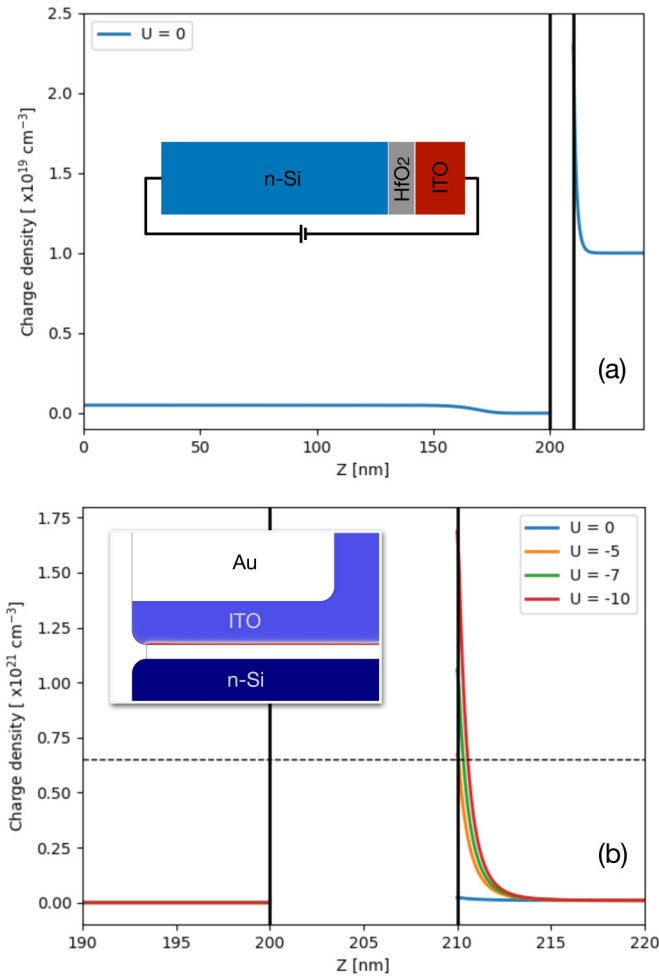 2.5
U = 0
2.0
1.5
1.0
0.5
0.0
Charge density [ x10^19 cm^-3]
n-Si
HfO2
ITO
(a)
0
50
100
150
200
Z [nm]
1.75
1.50
1.25
1.00
0.75
0.50
0.25
0.00
Charge density [ x10^21 cm^-3]
Au
ITO
n-Si
U = 0
U = -5
U = -7
U = -10
(b)
190
195
200
205
210
215
220
Z [nm]